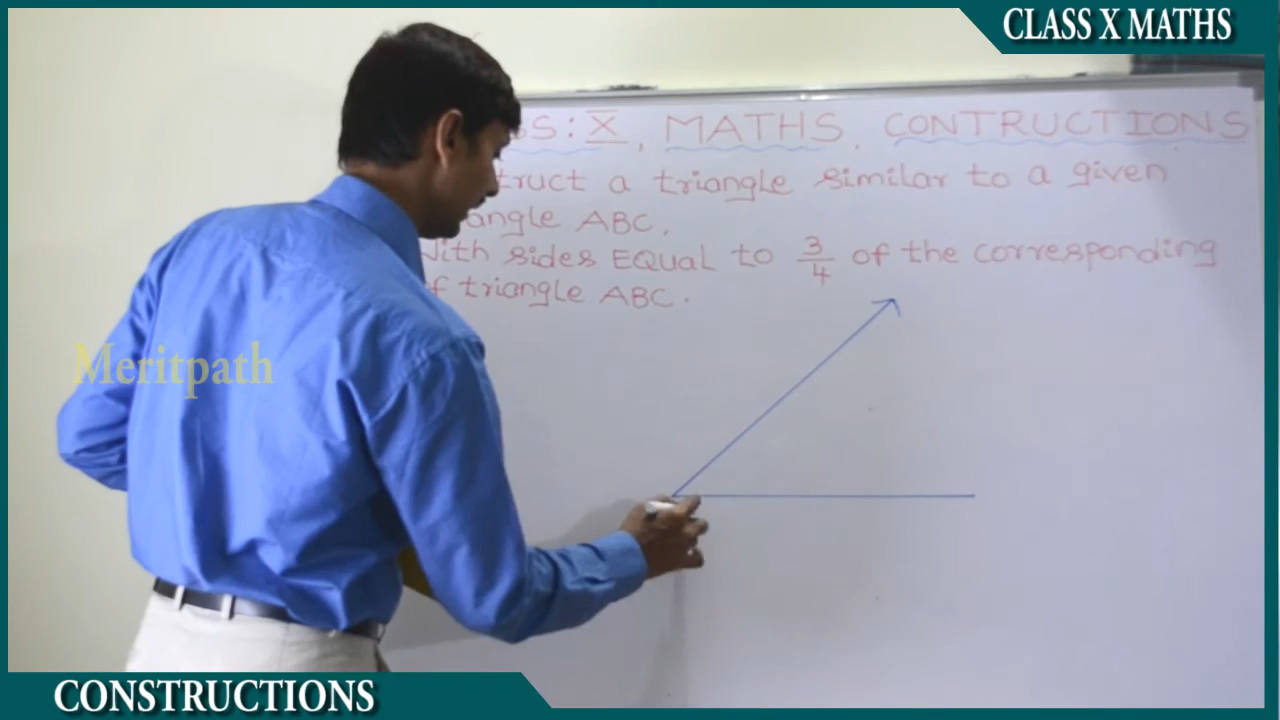 CLASS X MATHS
S: X, MATHS, CONTRUCTIONS
truct a triangle similar to a given
angle ABC,
With sides EQUAL to 3/4 of the corresponding
of triangle ABC.
Meritpath
CONSTRUCTIONS